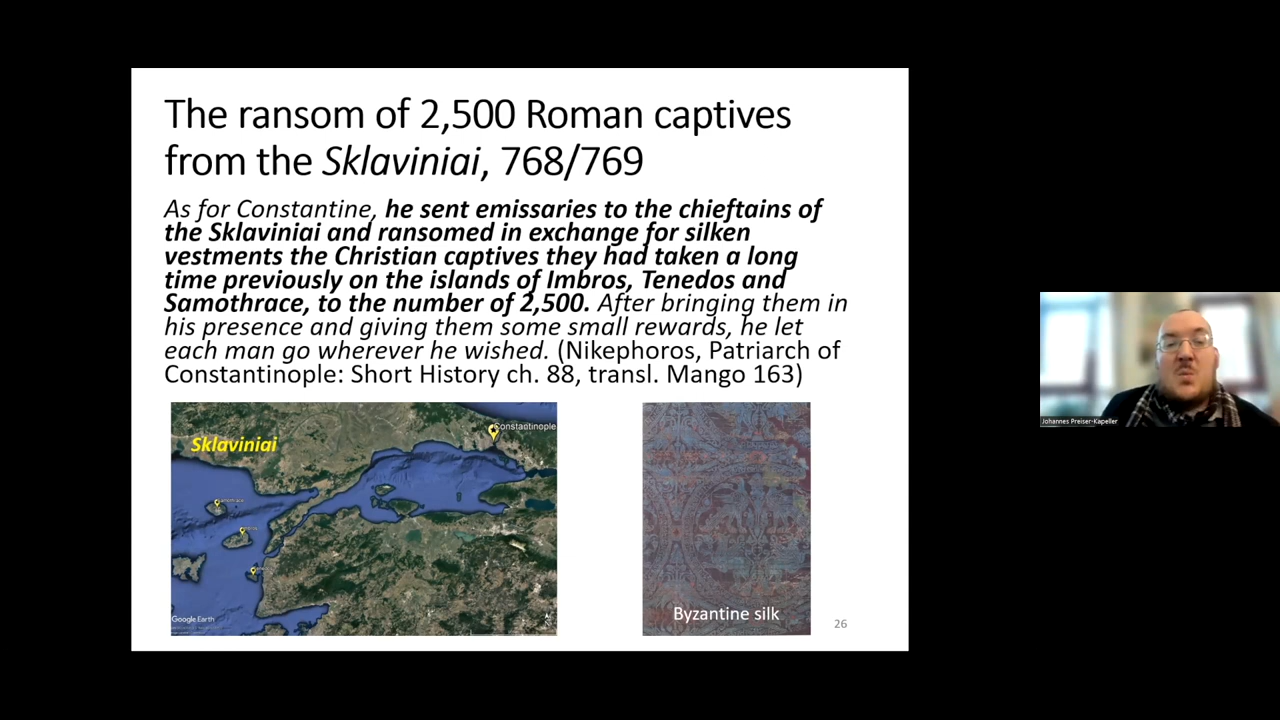 The ransom of 2,500 Roman captives
from the Sklaviniai, 768/769
As for Constantine, he sent emissaries to the chieftains of
the Sklaviniai and ransomed in exchange for silken
vestments the Christian captives they had taken a long
time previously on the islands of Imbros, Tenedos and
Samothrace, to the number of 2,500. After bringing them in
his presence and giving them some small rewards, he let
each man go wherever he wished. (Nikephoros, Patriarch of
Constantinople: Short History ch. 88, transl. Mango 163)
Sklaviniai
Constantinople
Google Earth
Byzantine silk
26
Johannes Preiser-Kapeller